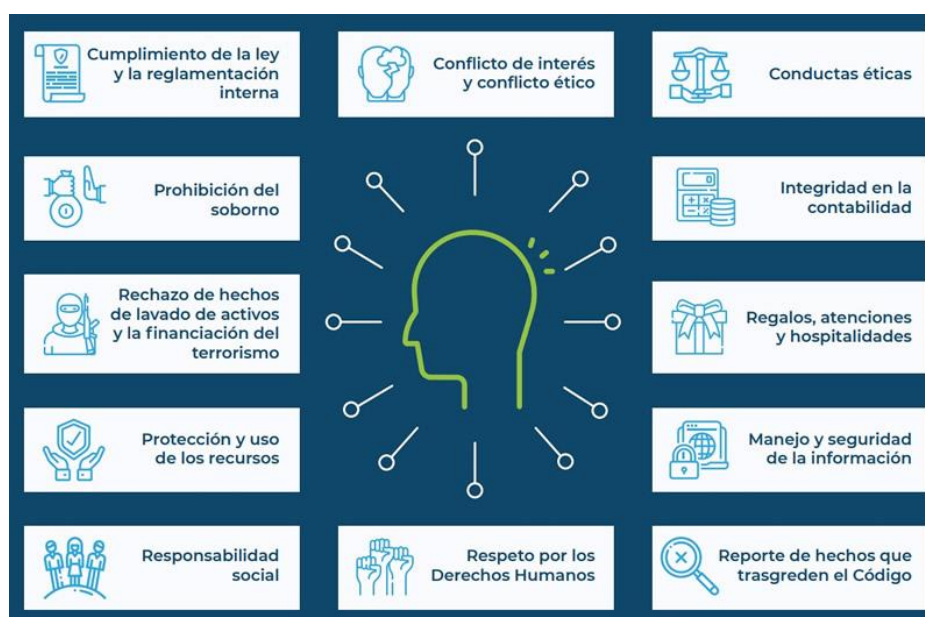 Cumplimiento de la ley
y la reglamentación
interna
Conflicto de interés
y conflicto ético
Conductas éticas
Prohibición del
soborno
Integridad en la
contabilidad
Rechazo de hechos
de lavado de activos
y la financiación del
terrorismo
Regalos, atenciones
y hospitalidades
Protección y uso
de los recursos
Manejo y seguridad
de la información
Responsabilidad
social
Respeto por los
Derechos Humanos
Reporte de hechos que
trasgreden el Código